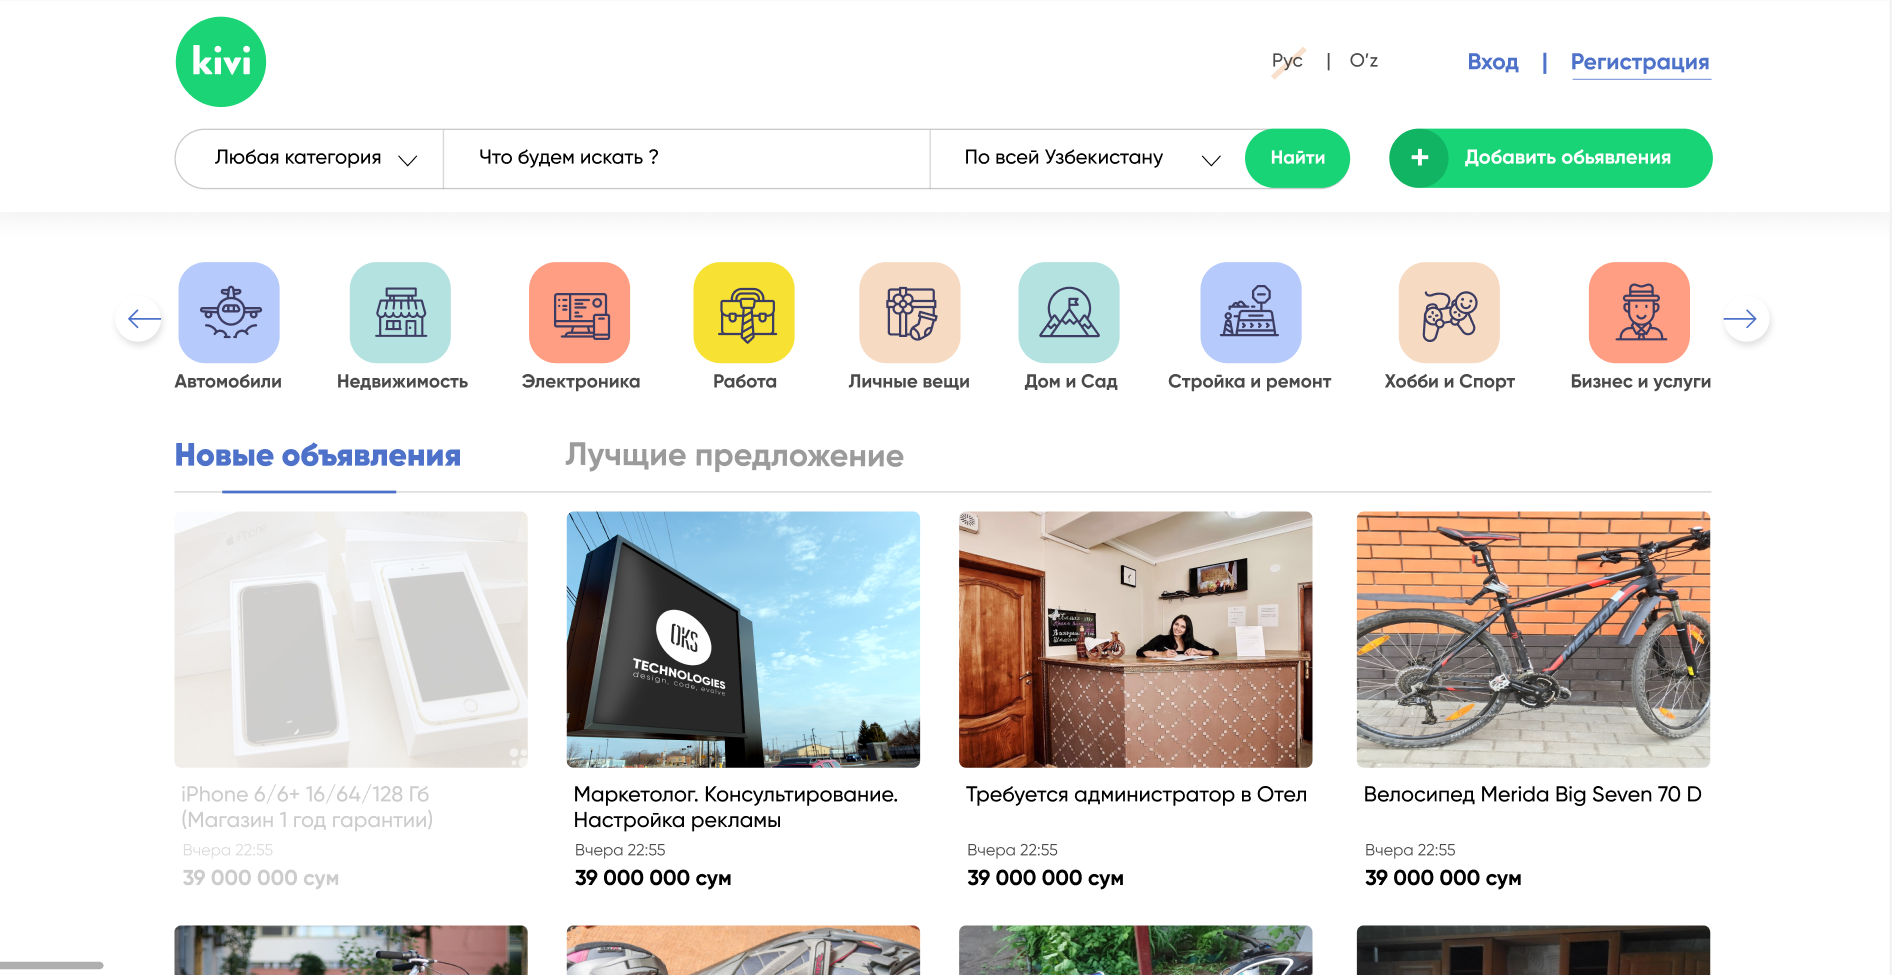 kivi
Рус | O'z
Вход | Регистрация
Любая категория
Что будем искать ?
По всей Узбекистану
Найти
+ Добавить обьявления
Автомобили
Недвижимость
Электроника
Работа
Личные вещи
Дом и Сад
Стройка и ремонт
Хобби и Спорт
Бизнес и услуги
Новые объявления
Лучщие предложение
iPhone
OKS
TECHNOLOGIES
design, code, evolve
MERIDA
iPhone 6/6+ 16/64/128 Гб
(Магазин 1 год гарантии)
Вчера 22:55
39 000 000 сум
Маркетолог. Консультирование.
Настройка рекламы
Вчера 22:55
39 000 000 сум
Требуется администратор в Отел
Вчера 22:55
39 000 000 сум
Велосипед Merida Big Seven 70 D
Вчера 22:55
39 000 000 сум